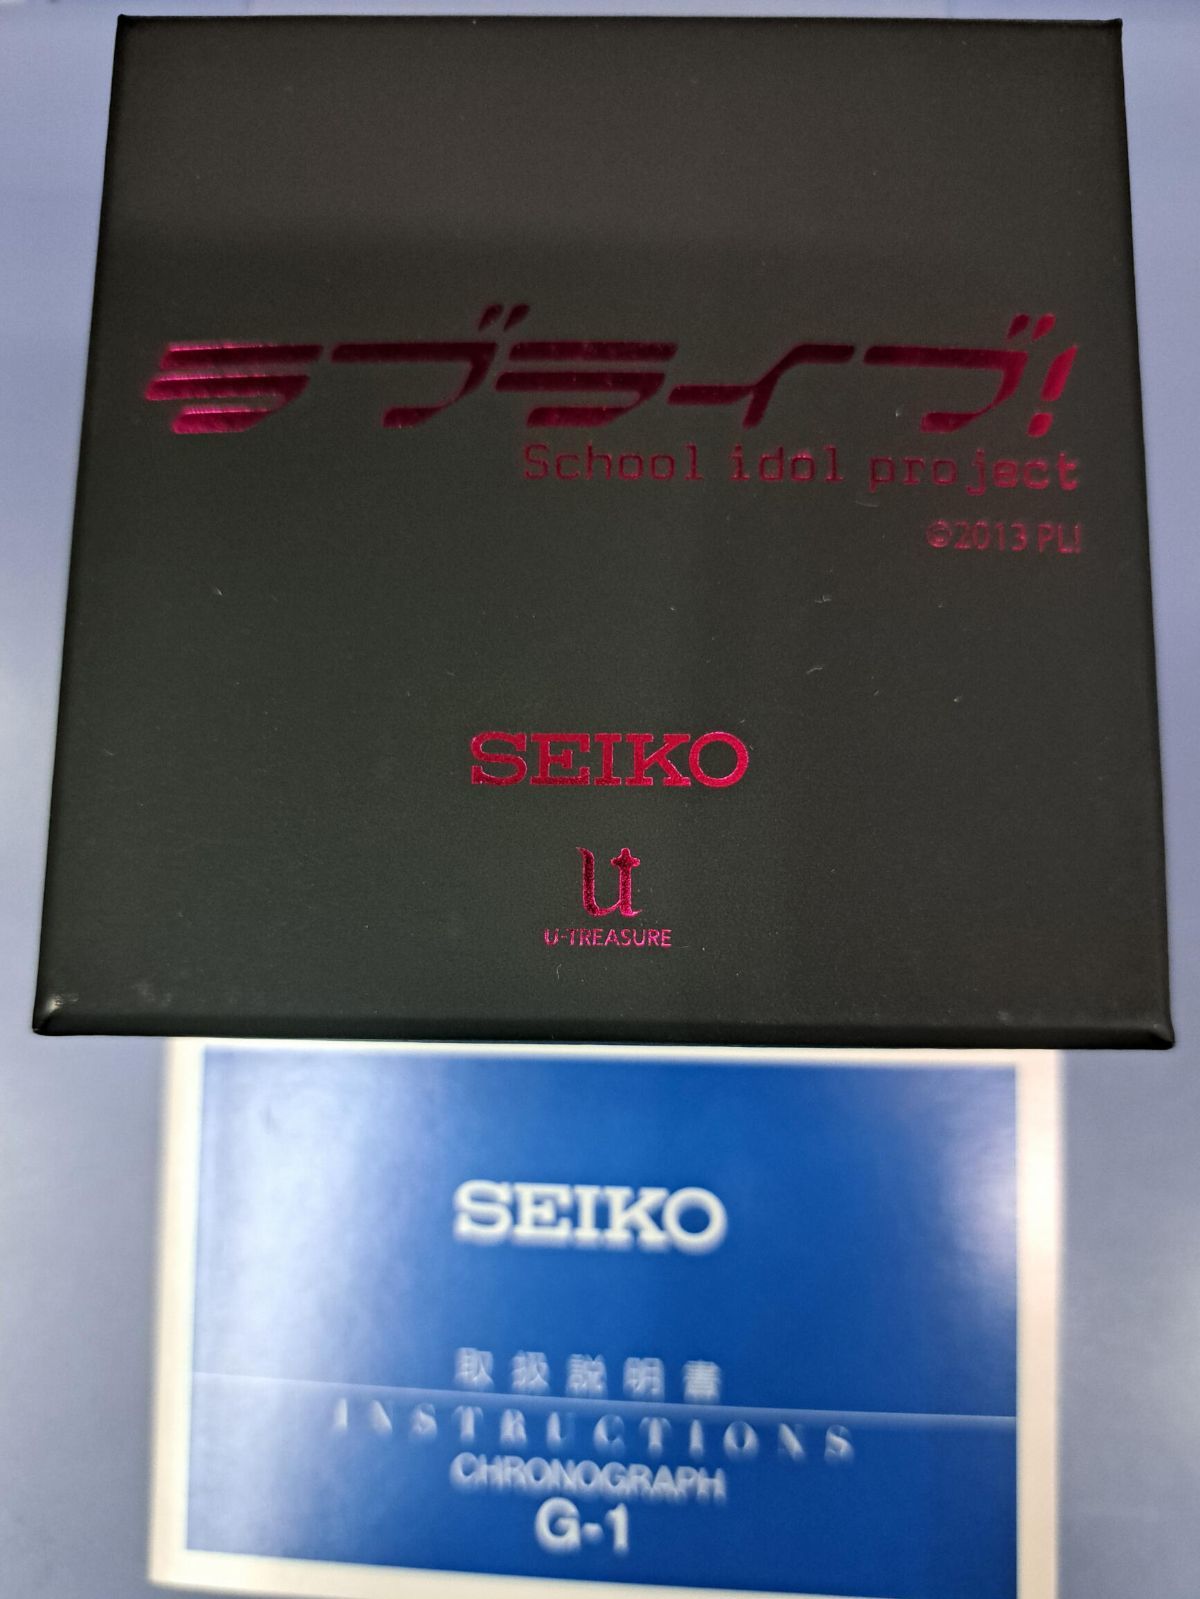 ラブライブ!
School idol project
©2013 PL!
SEIKO
U
U-TREASURE
SEIKO
取扱説明書
INSTRUCTIONS
CHRONOGRAPH
G-1